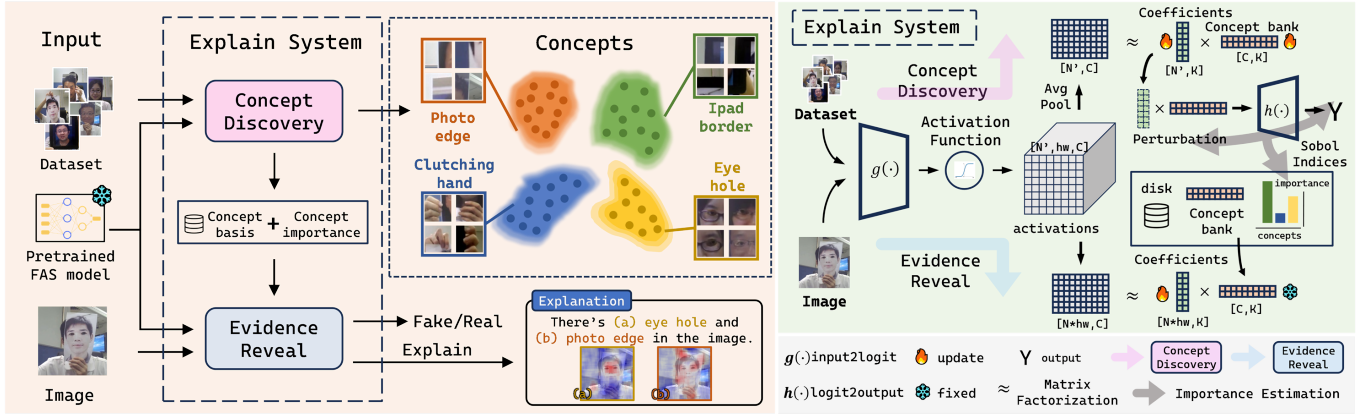 Input
Dataset
Pretrained
FAS model
Image
Explain System
Concept
Discovery
Concept
basis
+
Concept
importance
Evidence
Reveal
Fake/Real
Explain
Concepts
Photo
edge
Ipad
border
Clutching
hand
Eye
hole
Explanation
There's (a) eye hole and
(b) photo edge in the image.
(a)
(b)
Explain System
Dataset
Image
Concept
Discovery
g(·)
Activation
Function
Evidence
Reveal
[N',C]
Avg
Pool
[N',hw,C]
activations
[N*hw,C]
≈
Coefficients
Concept bank
×
[N',K]
[C,K]
×
h(·)
Y
Perturbation
Sobol
Indices
disk
Concept
bank
importance
concepts
Coefficients
≈
×
[N*hw,K]
[C,K]
g(·)input2logit
update
Y output
Concept
Discovery
Evidence
Reveal
h(·)logit2output
fixed
≈ Matrix
Factorization
Importance Estimation